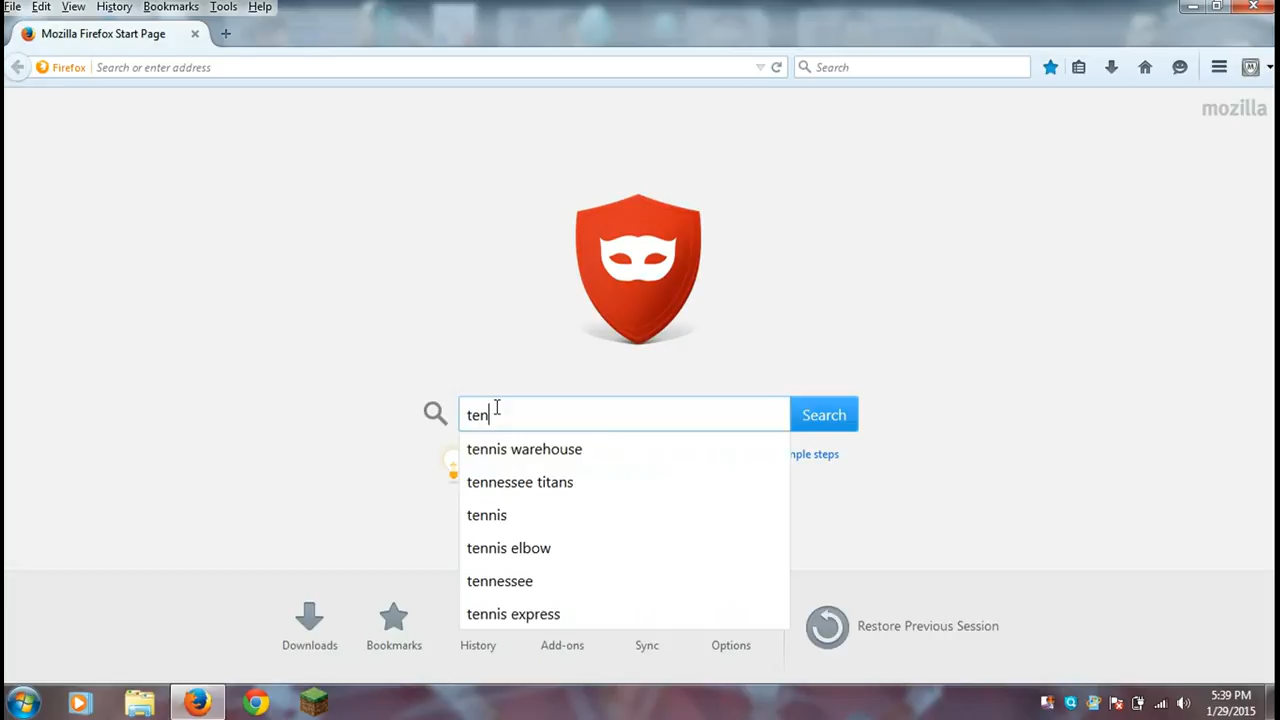 File Edit View History Bookmarks Tools Help
Mozilla Firefox Start Page
Firefox Search or enter address
Search
mozilla
ten
Search
tennis warehouse
mple steps
tennessee titans
tennis
tennis elbow
tennessee
tennis express
Restore Previous Session
Downloads Bookmarks History Add-ons Sync Options
5:39 PM
1/29/2015